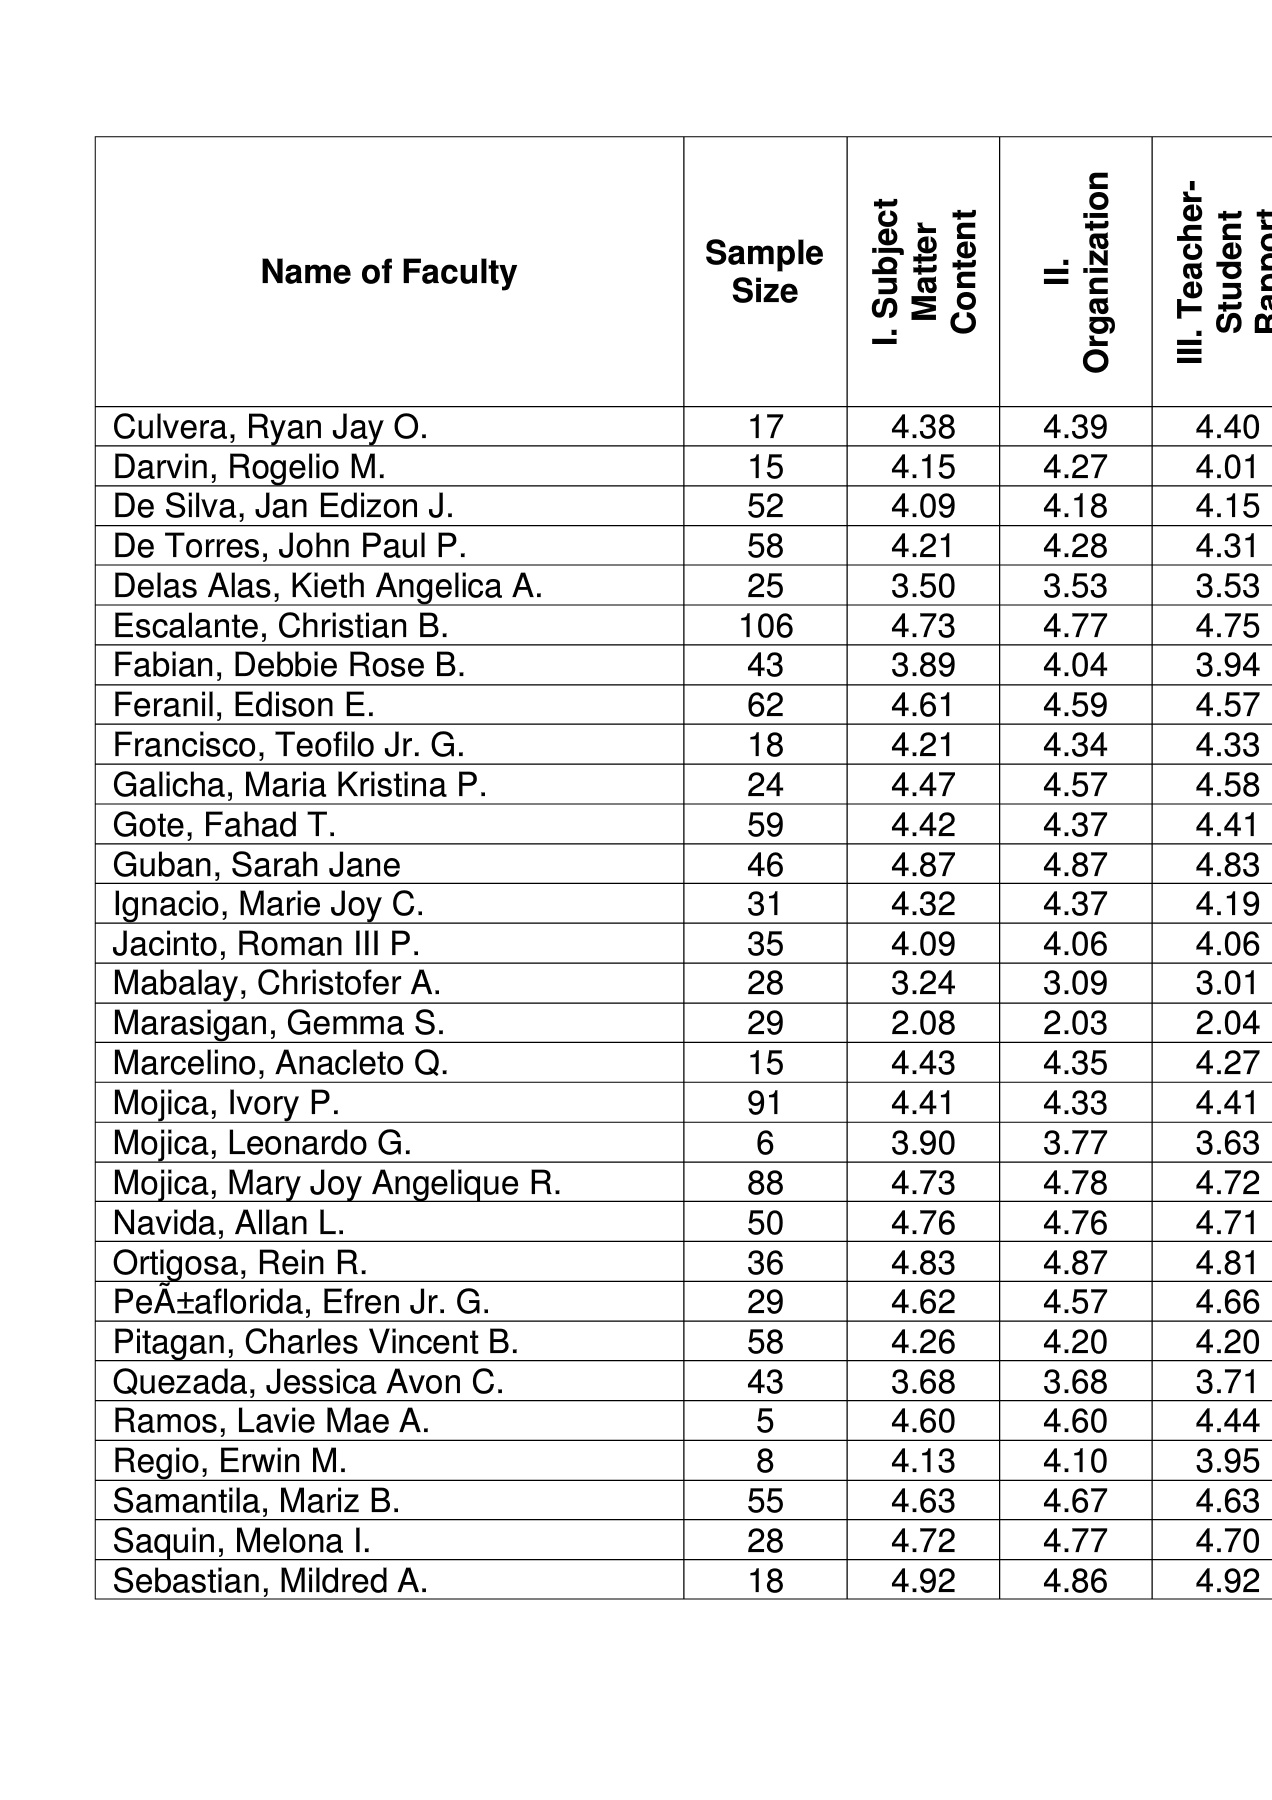 Name of Faculty Sample Size I. Subject Matter Content II. Organization III. Teacher-Student Rapport
Culvera, Ryan Jay O. 17 4.38 4.39 4.40
Darvin, Rogelio M. 15 4.15 4.27 4.01
De Silva, Jan Edizon J. 52 4.09 4.18 4.15
De Torres, John Paul P. 58 4.21 4.28 4.31
Delas Alas, Kieth Angelica A. 25 3.50 3.53 3.53
Escalante, Christian B. 106 4.73 4.77 4.75
Fabian, Debbie Rose B. 43 3.89 4.04 3.94
Feranil, Edison E. 62 4.61 4.59 4.57
Francisco, Teofilo Jr. G. 18 4.21 4.34 4.33
Galicha, Maria Kristina P. 24 4.47 4.57 4.58
Gote, Fahad T. 59 4.42 4.37 4.41
Guban, Sarah Jane 46 4.87 4.87 4.83
Ignacio, Marie Joy C. 31 4.32 4.37 4.19
Jacinto, Roman III P. 35 4.09 4.06 4.06
Mabalay, Christofer A. 28 3.24 3.09 3.01
Marasigan, Gemma S. 29 2.08 2.03 2.04
Marcelino, Anacleto Q. 15 4.43 4.35 4.27
Mojica, Ivory P. 91 4.41 4.33 4.41
Mojica, Leonardo G. 6 3.90 3.77 3.63
Mojica, Mary Joy Angelique R. 88 4.73 4.78 4.72
Navida, Allan L. 50 4.76 4.76 4.71
Ortigosa, Rein R. 36 4.83 4.87 4.81
PeÃ±aflorida, Efren Jr. G. 29 4.62 4.57 4.66
Pitagan, Charles Vincent B. 58 4.26 4.20 4.20
Quezada, Jessica Avon C. 43 3.68 3.68 3.71
Ramos, Lavie Mae A. 5 4.60 4.60 4.44
Regio, Erwin M. 8 4.13 4.10 3.95
Samantila, Mariz B. 55 4.63 4.67 4.63
Saquin, Melona I. 28 4.72 4.77 4.70
Sebastian, Mildred A. 18 4.92 4.86 4.92